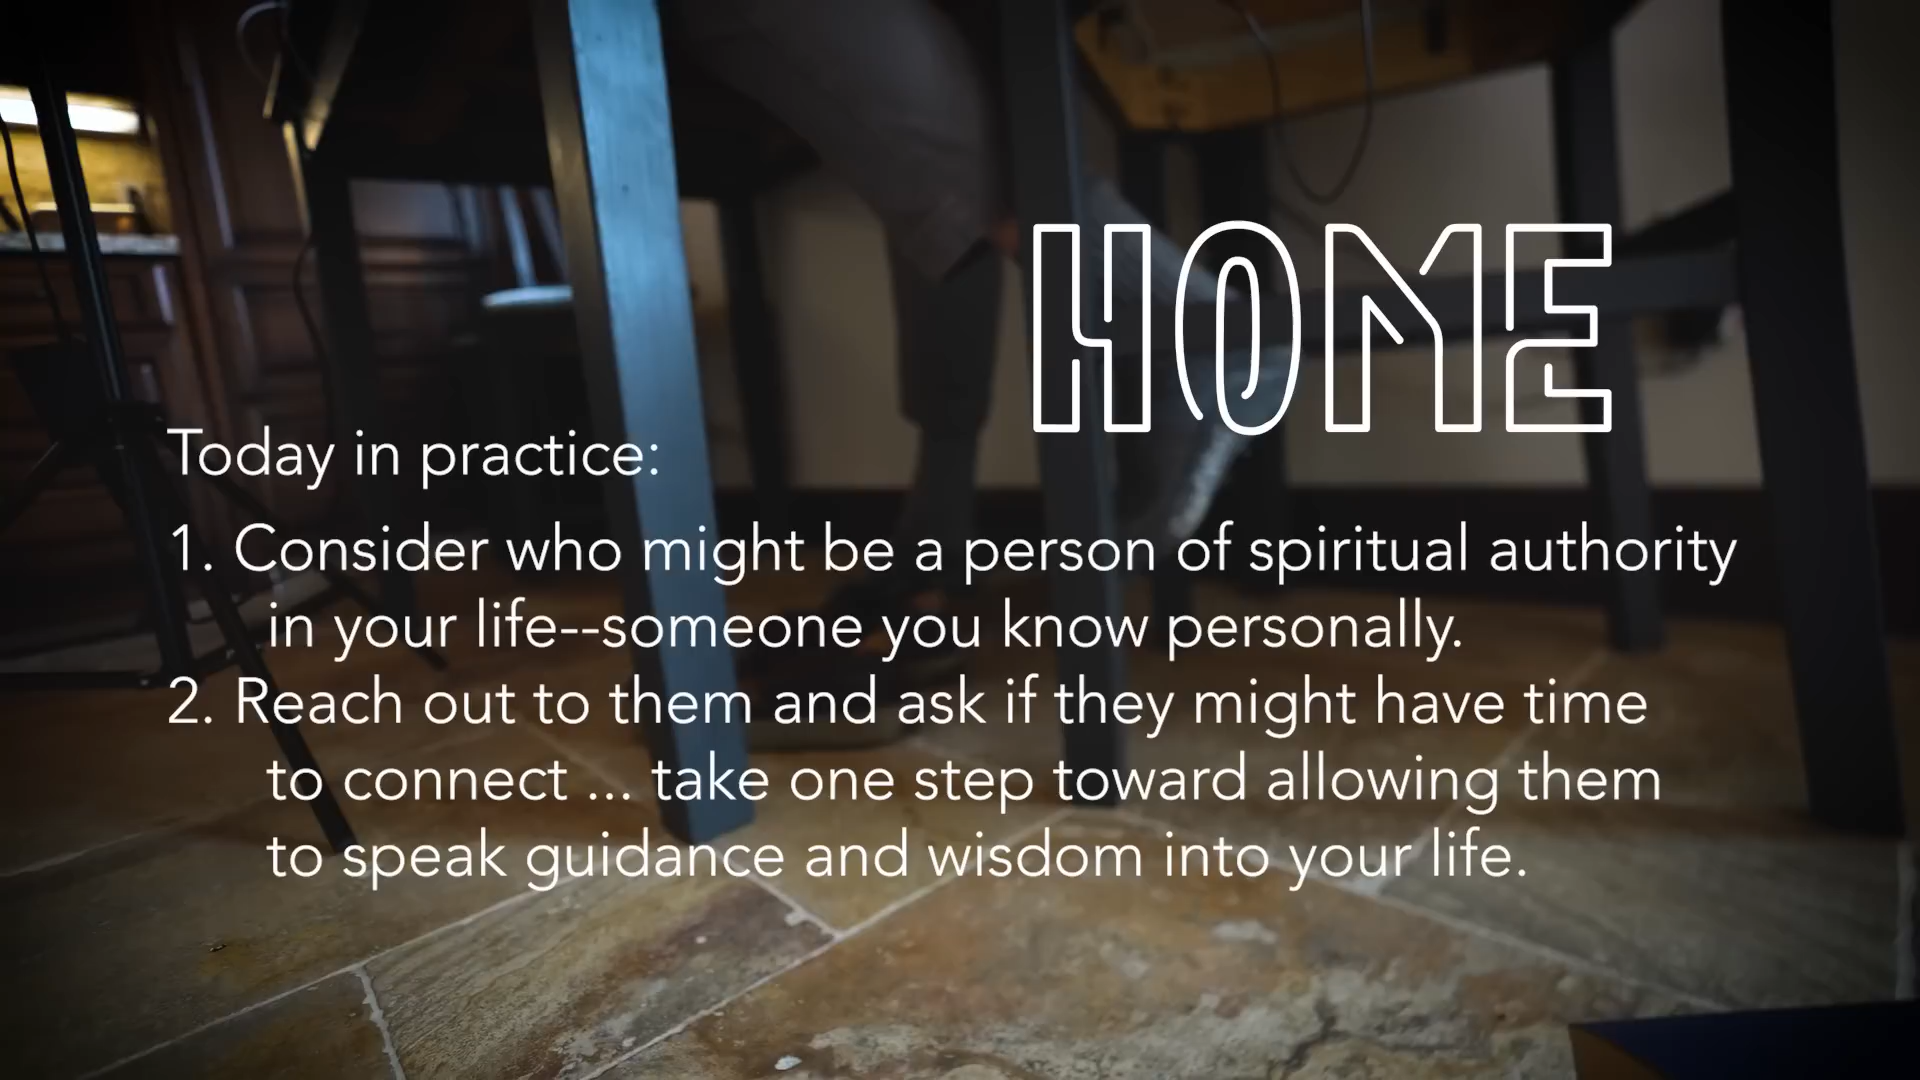 HOME
Today in practice:
1. Consider who might be a person of spiritual authority
in your life--someone you know personally.
2. Reach out to them and ask if they might have time
to connect ... take one step toward allowing them
to speak guidance and wisdom into your life.